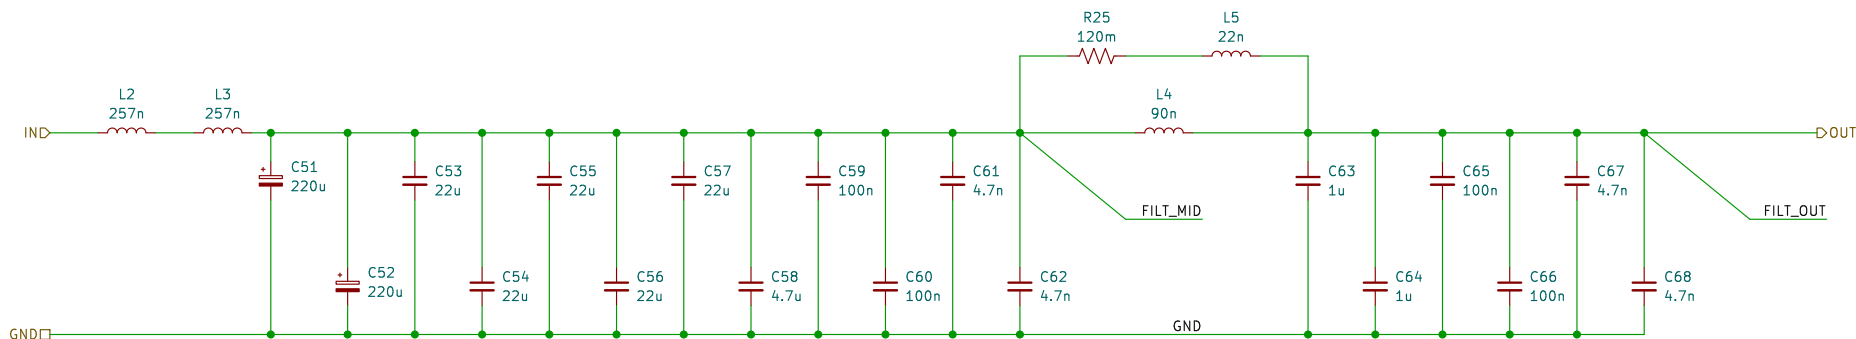 R25
120m
L5
22n
L2
257n
L3
257n
L4
90n
IN
OUT
C51
220u
C53
22u
C55
22u
C57
22u
C59
100n
C61
4.7n
C63
1u
C65
100n
C67
4.7n
FILT_MID
FILT_OUT
C52
220u
C54
22u
C56
22u
C58
4.7u
C60
100n
C62
4.7n
C64
1u
C66
100n
C68
4.7n
GND
GND